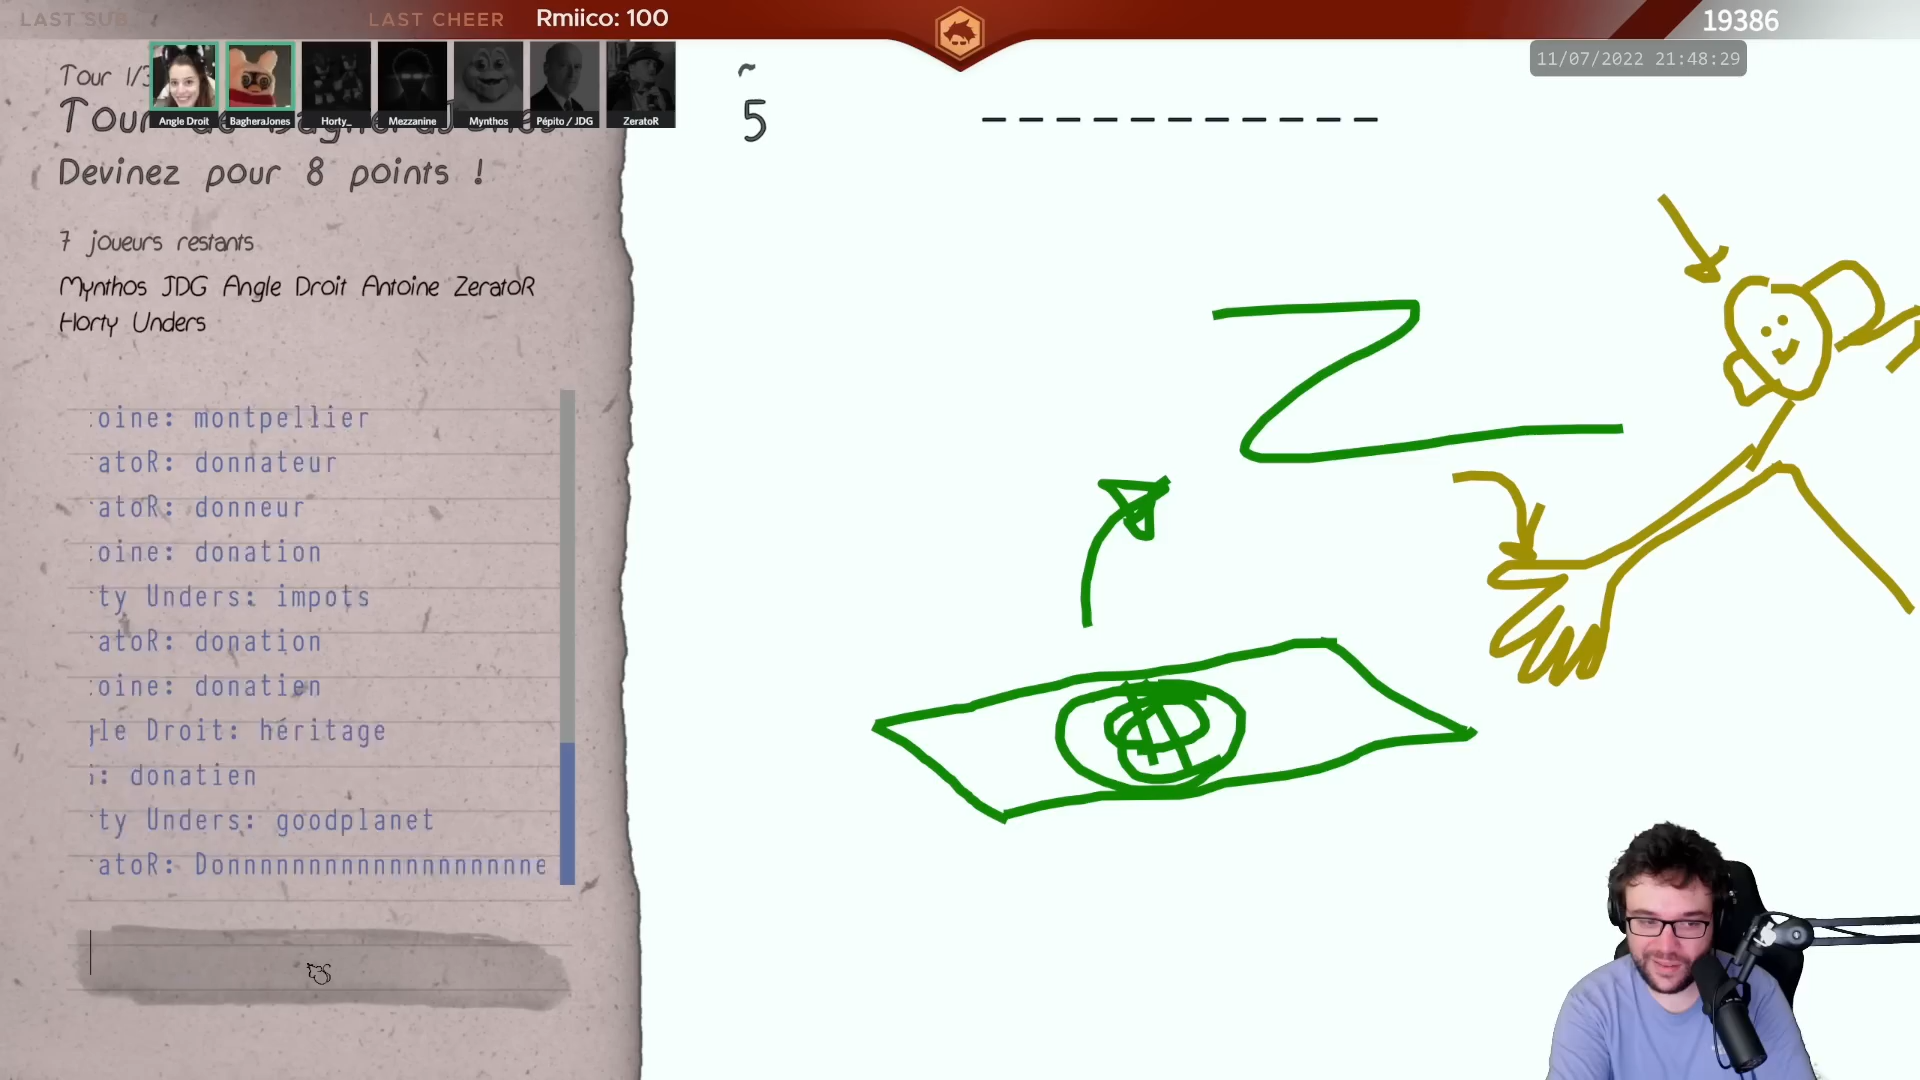 LAST SUB
LAST CHEER Rmiico: 100
19386
11/07/2022 21:48:29
Tour 1/3
Angle Droit BagheraJones Horty_ Mezzanine Mynthos Pépito / JDG ZeratoR
Devinez pour 8 points !
7 joueurs restants
Mynthos JDG Angle Droit Antoine ZeratoR
Horty Unders
~
5
oine: montpellier
atoR: donnateur
atoR: donneur
oine: donation
ty Unders: impots
atoR: donation
oine: donatien
le Droit: héritage
: donatien
ty Unders: goodplanet
atoR: Donnnnnnnnnnnnnnnnnnnne
Z